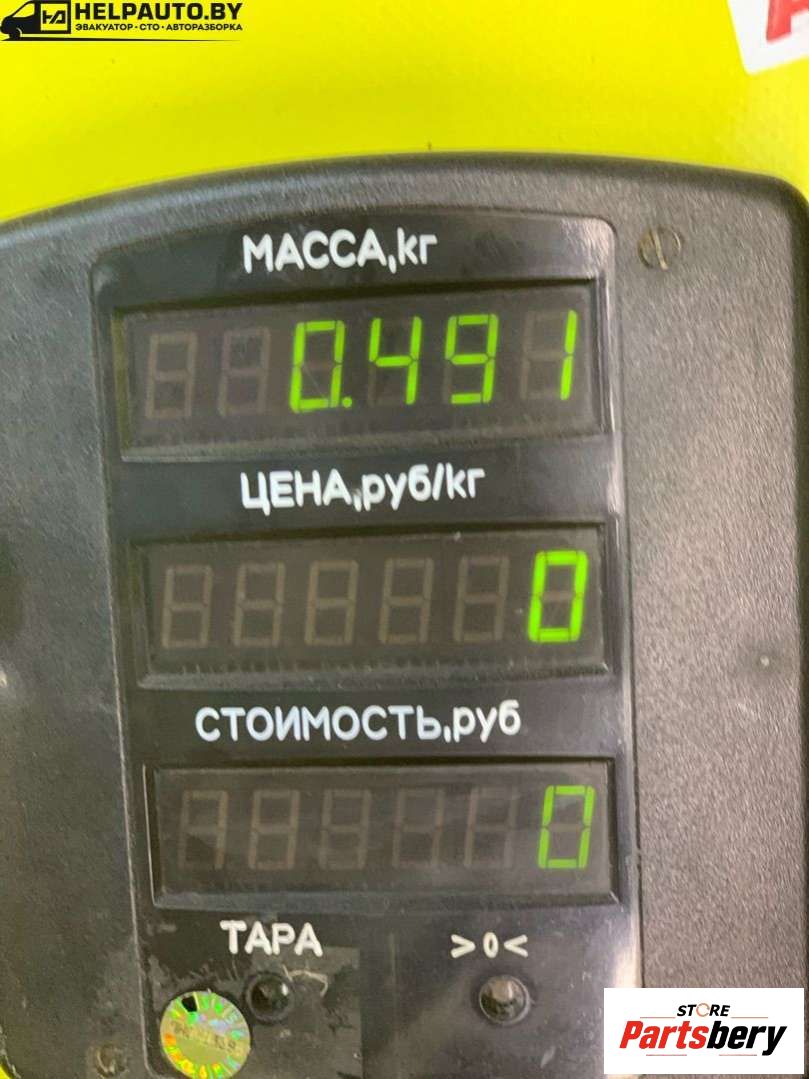 HELPAUTO.BY
ЭВАКУАТОР·СТО·АВТОРАЗБОРКА
МАССА,кг
0.491
ЦЕНА,руб/кг
0
СТОИМОСТЬ,руб
0
ТАРА >0<
STORE
Partsbery